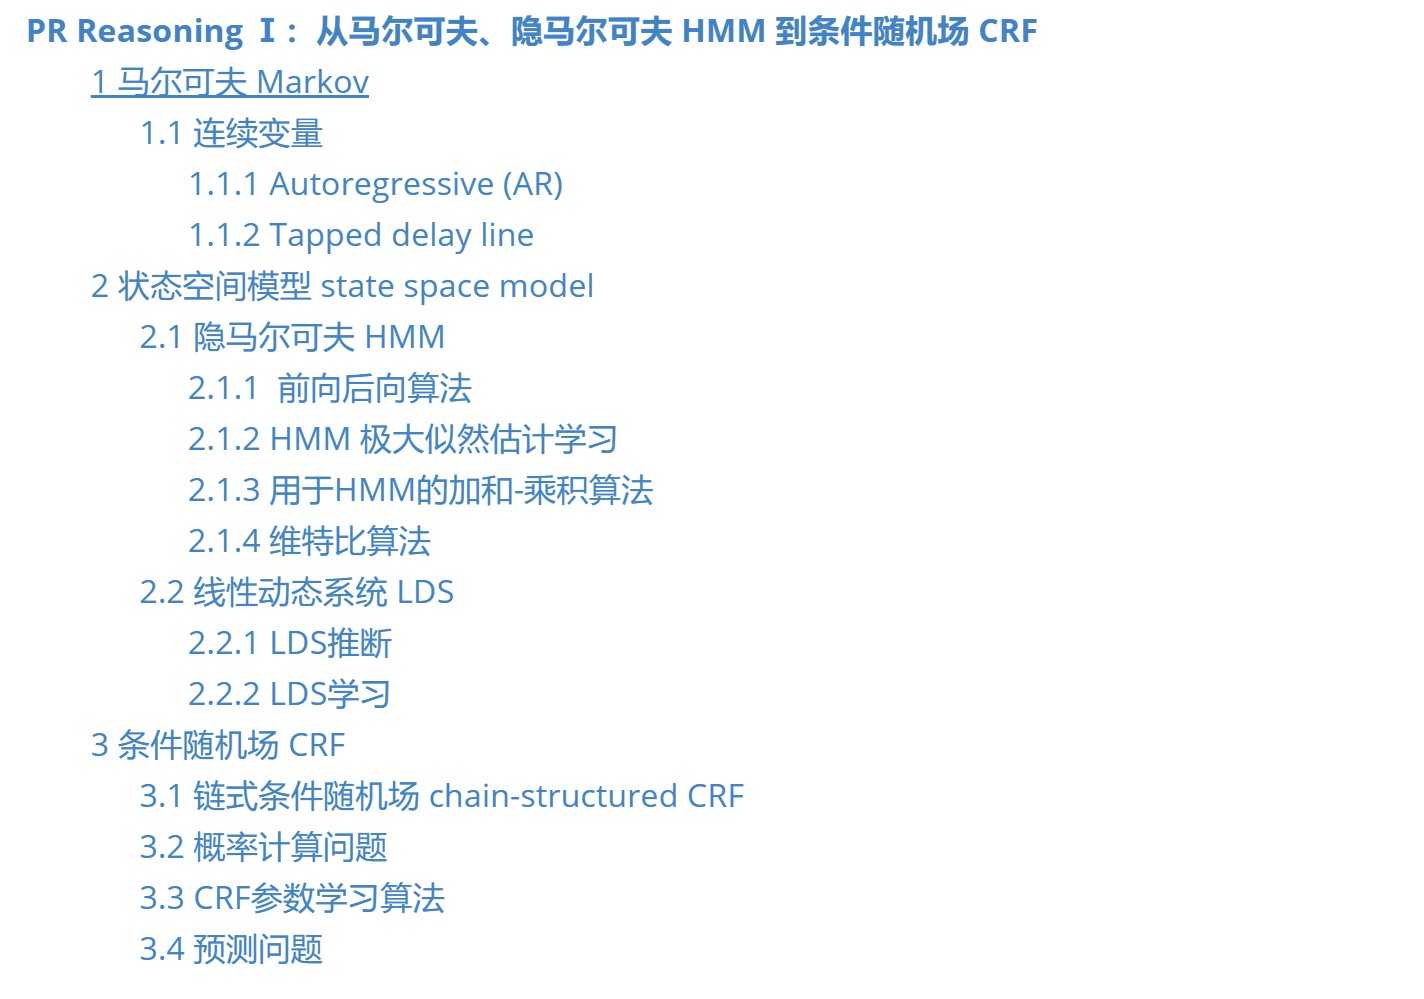 PR Reasoning Ⅰ： 从马尔可夫、隐马尔可夫 HMM 到条件随机场 CRF
1 马尔可夫 Markov
1.1 连续变量
1.1.1 Autoregressive (AR)
1.1.2 Tapped delay line
2 状态空间模型 state space model
2.1 隐马尔可夫 HMM
2.1.1 前向后向算法
2.1.2 HMM 极大似然估计学习
2.1.3 用于HMM的加和-乘积算法
2.1.4 维特比算法
2.2 线性动态系统 LDS
2.2.1 LDS推断
2.2.2 LDS学习
3 条件随机场 CRF
3.1 链式条件随机场 chain-structured CRF
3.2 概率计算问题
3.3 CRF参数学习算法
3.4 预测问题